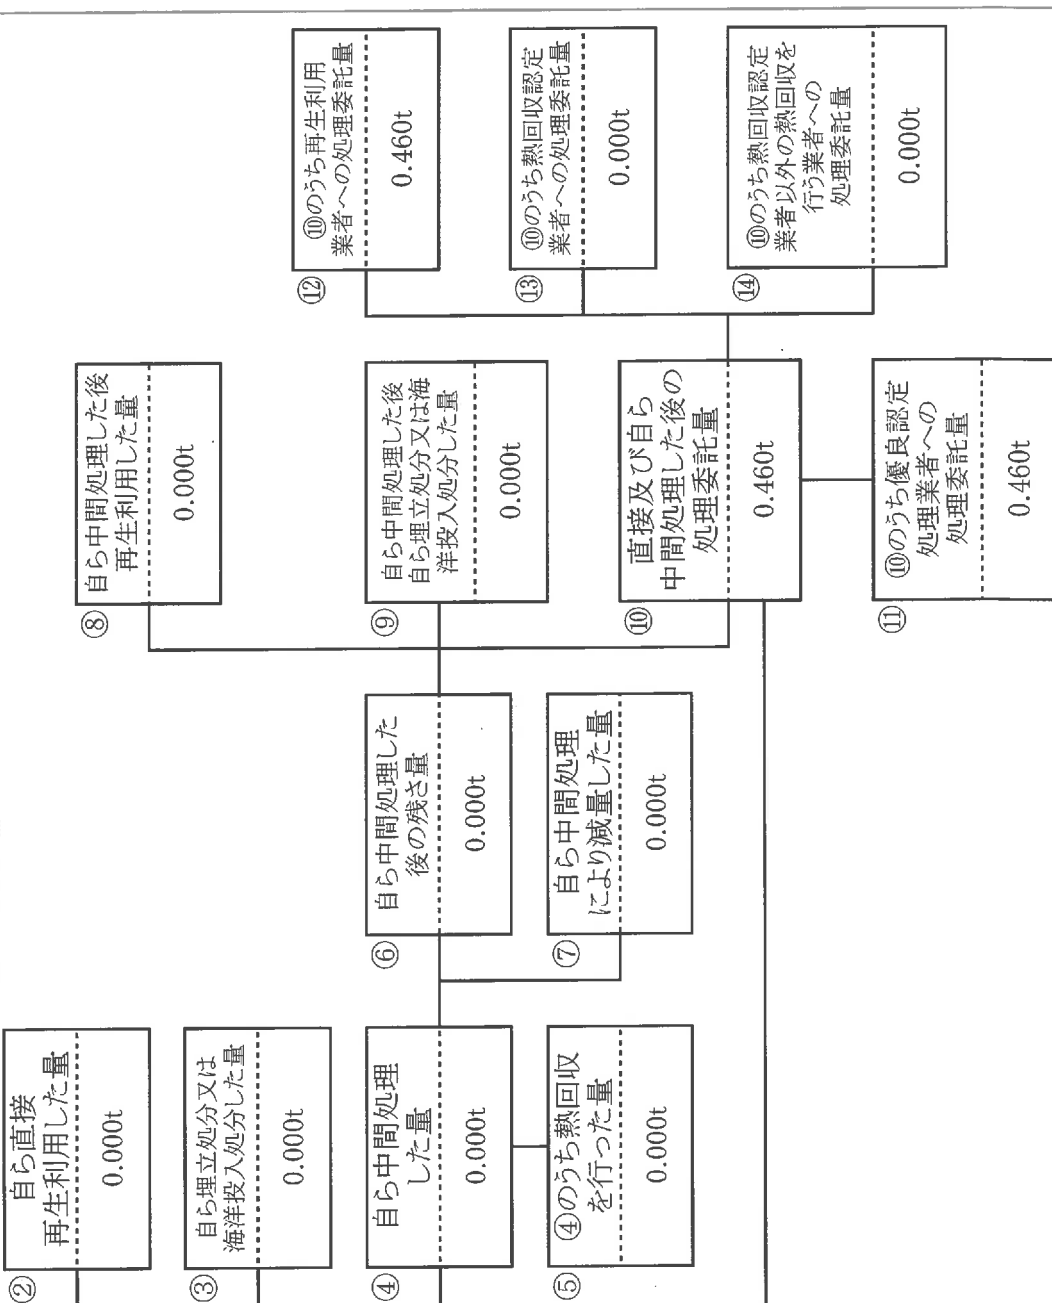 ②
自ら直接
再生利用した量
0.000t
③
自ら埋立処分又は
海洋投入処分した量
0.000t
④
自ら中間処理
した量
0.000t
⑤
④のうち熱回収
を行った量
0.000t
⑥
自ら中間処理した
後の残さ量
0.000t
⑦
自ら中間処理
により減量した量
0.000t
⑧
自ら中間処理した後
再生利用した量
0.000t
⑨
自ら中間処理した後
自ら埋立処分又は海
洋投入処分した量
0.000t
⑩
直接及び自ら
中間処理した後の
処理委託量
0.460t
⑪
⑩のうち優良認定
処理業者への
処理委託量
0.460t
⑫
⑩のうち再生利用
業者への処理委託量
0.460t
⑬
⑩のうち熱回収認定
業者への処理委託量
0.000t
⑭
⑩のうち熱回収認定
業者以外の熱回収を
行う業者への
処理委託量
0.000t